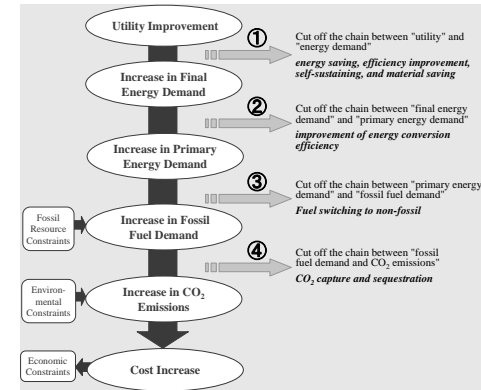 Utility Improvement
①
Cut off the chain between "utility" and
"energy demand"
energy saving, efficiency improvement,
self-sustaining, and material saving
Increase in Final
Energy Demand
②
Cut off the chain between "final energy
demand" and "primary energy demand"
improvement of energy conversion
efficiency
Increase in Primary
Energy Demand
③
Cut off the chain between "primary energy
demand" and "fossil fuel demand"
Fuel switching to non-fossil
Fossil
Resource
Constraints
Increase in Fossil
Fuel Demand
④
Cut off the chain between "fossil
fuel demand and CO₂ emissions"
CO₂ capture and sequestration
Environ-
mental
Constraints
Increase in CO₂
Emissions
Economic
Constraints
Cost Increase